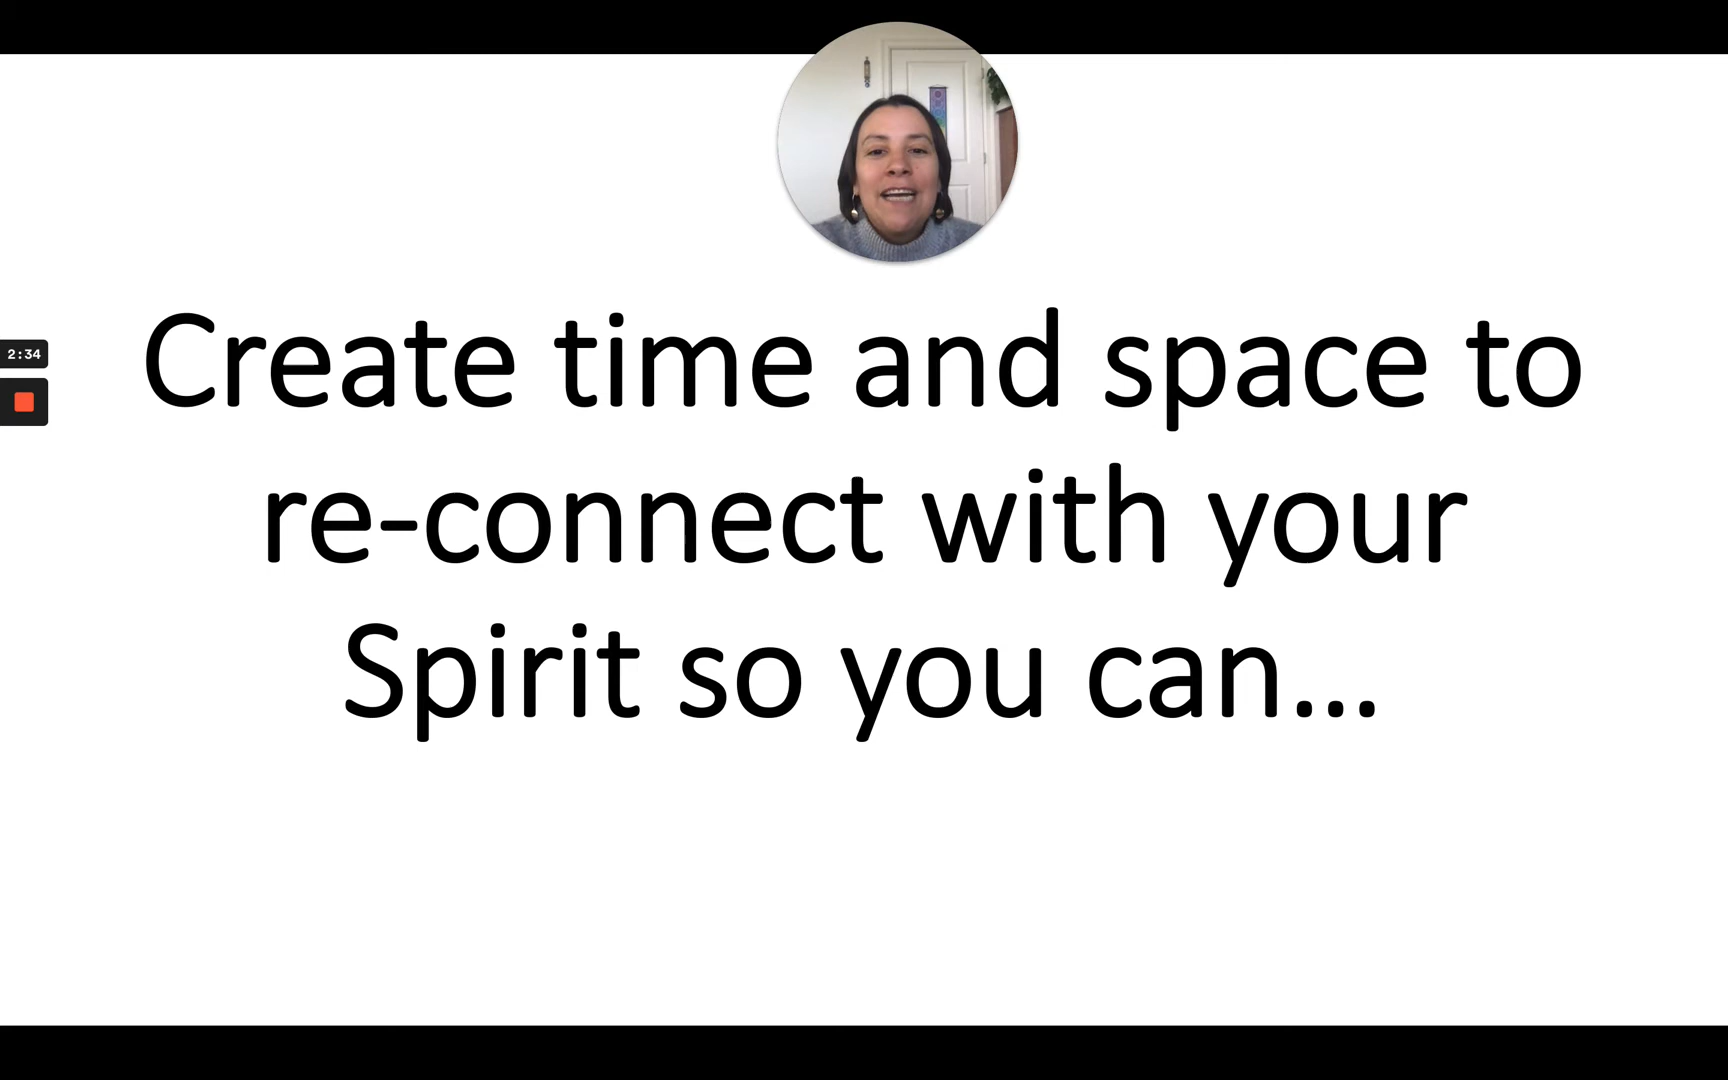 2:34
Create time and space to
re-connect with your
Spirit so you can...